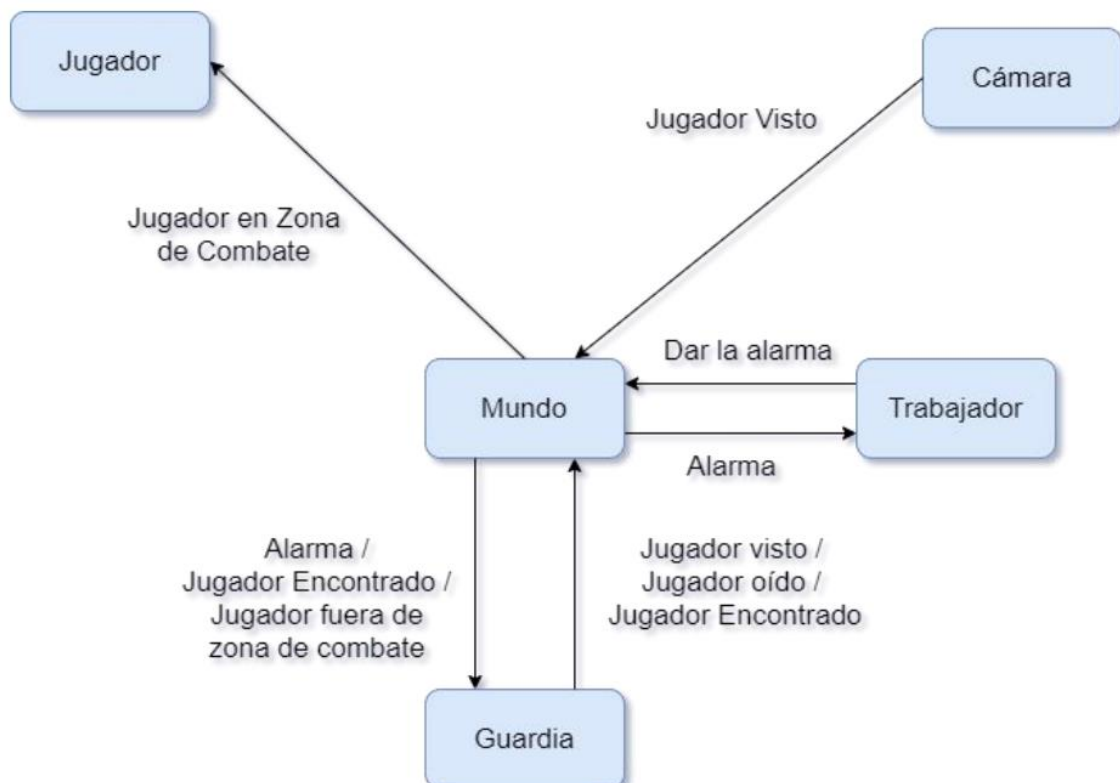 Jugador
Cámara
Jugador Visto
Jugador en Zona
de Combate
Dar la alarma
Mundo
Trabajador
Alarma
Alarma /
Jugador Encontrado /
Jugador fuera de
zona de combate
Jugador visto /
Jugador oído /
Jugador Encontrado
Guardia